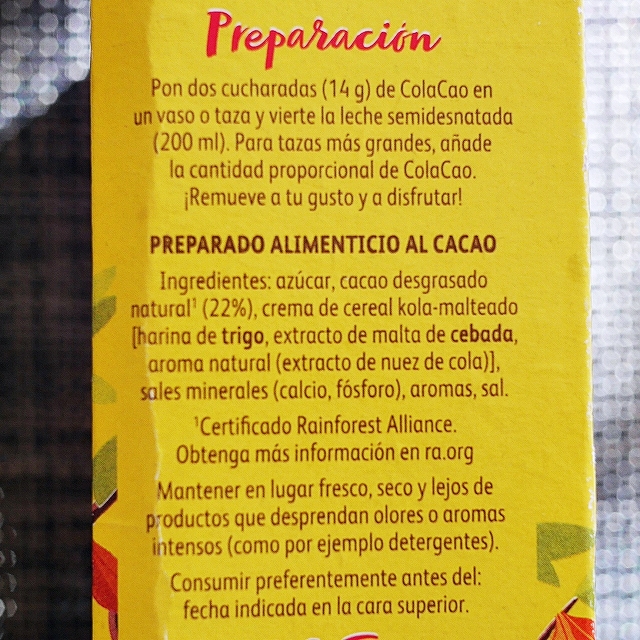 Preparación
Pon dos cucharadas (14 g) de ColaCao en
un vaso o taza y vierte la leche semidesnatada
(200 ml). Para tazas más grandes, añade
la cantidad proporcional de ColaCao.
¡Remueve a tu gusto y a disfrutar!
PREPARADO ALIMENTICIO AL CACAO
Ingredientes: azúcar, cacao desgrasado
natural¹ (22%), crema de cereal kola-malteado
[harina de trigo, extracto de malta de cebada,
aroma natural (extracto de nuez de cola)],
sales minerales (calcio, fósforo), aromas, sal.
¹Certificado Rainforest Alliance.
Obtenga más información en ra.org
Mantener en lugar fresco, seco y lejos de
productos que desprendan olores o aromas
intensos (como por ejemplo detergentes).
Consumir preferentemente antes del:
fecha indicada en la cara superior.